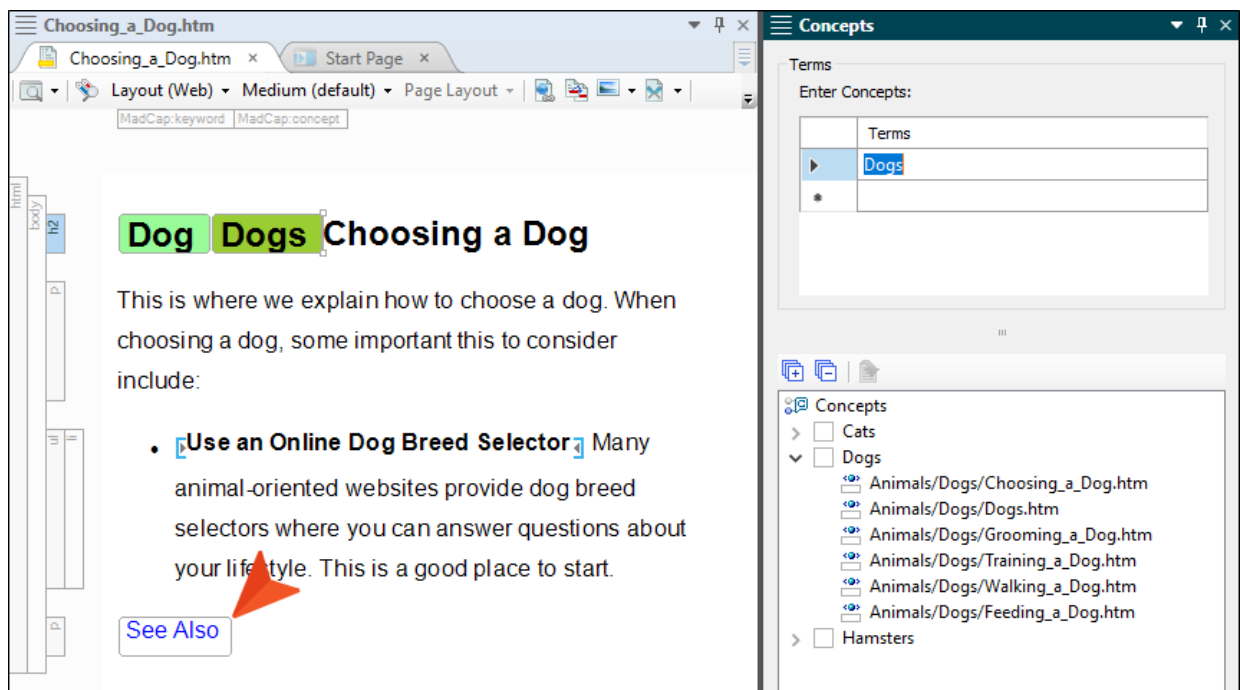 Choosing_a_Dog.htm
Choosing_a_Dog.htm
Start Page
Layout (Web)
Medium (default)
Page Layout
MadCap:keyword
MadCap:concept
html
body
h2
Dog
Dogs
Choosing a Dog
p
This is where we explain how to choose a dog. When
choosing a dog, some important this to consider
include:
ul
li
• Use an Online Dog Breed Selector Many
animal-oriented websites provide dog breed
selectors where you can answer questions about
your lifestyle. This is a good place to start.
p
See Also
Concepts
Terms
Enter Concepts:
Terms
Dogs
Concepts
Cats
Dogs
Animals/Dogs/Choosing_a_Dog.htm
Animals/Dogs/Dogs.htm
Animals/Dogs/Grooming_a_Dog.htm
Animals/Dogs/Training_a_Dog.htm
Animals/Dogs/Walking_a_Dog.htm
Animals/Dogs/Feeding_a_Dog.htm
Hamsters